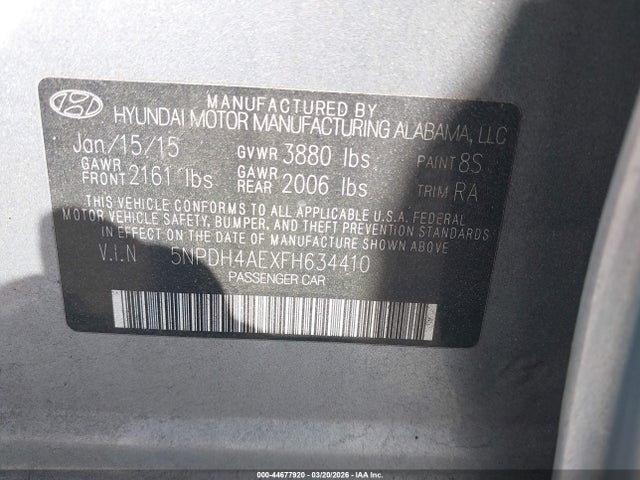 MANUFACTURED BY
HYUNDAI MOTOR MANUFACTURING ALABAMA, LLC
Jan/15/15 GVWR 3880 lbs PAINT 8S
GAWR FRONT 2161 lbs GAWR REAR 2006 lbs TRIM RA
THIS VEHICLE CONFORMS TO ALL APPLICABLE U.S.A. FEDERAL
MOTOR VEHICLE SAFETY, BUMPER, AND THEFT PREVENTION STANDARDS
IN EFFECT ON THE DATE OF MANUFACTURE SHOWN ABOVE
V.I.N 5NPDH4AEXFH634410
PASSENGER CAR
000-44677920 - 03/20/2026 - IAA Inc.